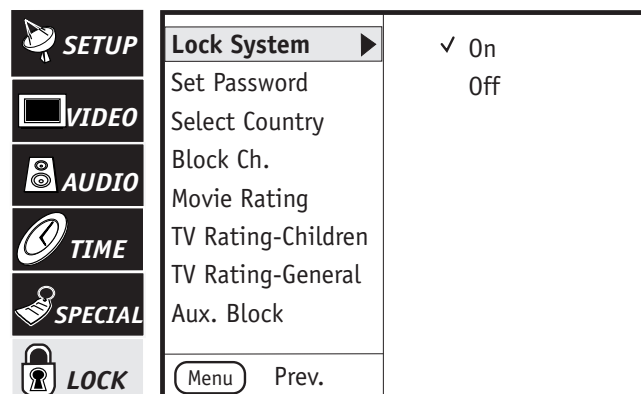 SETUP
VIDEO
AUDIO
TIME
SPECIAL
LOCK
Lock System
Set Password
Select Country
Block Ch.
Movie Rating
TV Rating-Children
TV Rating-General
Aux. Block
Menu Prev.
✓ On
Off